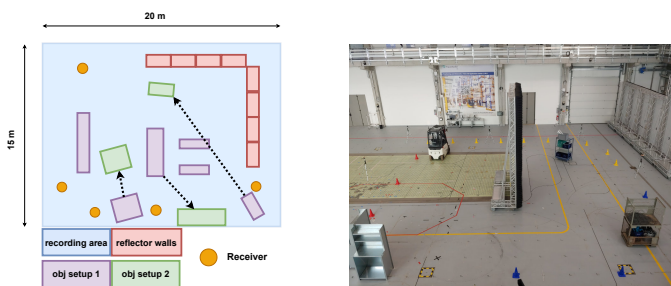 20 m
15 m
recording area
reflector walls
obj setup 1
obj setup 2
Receiver